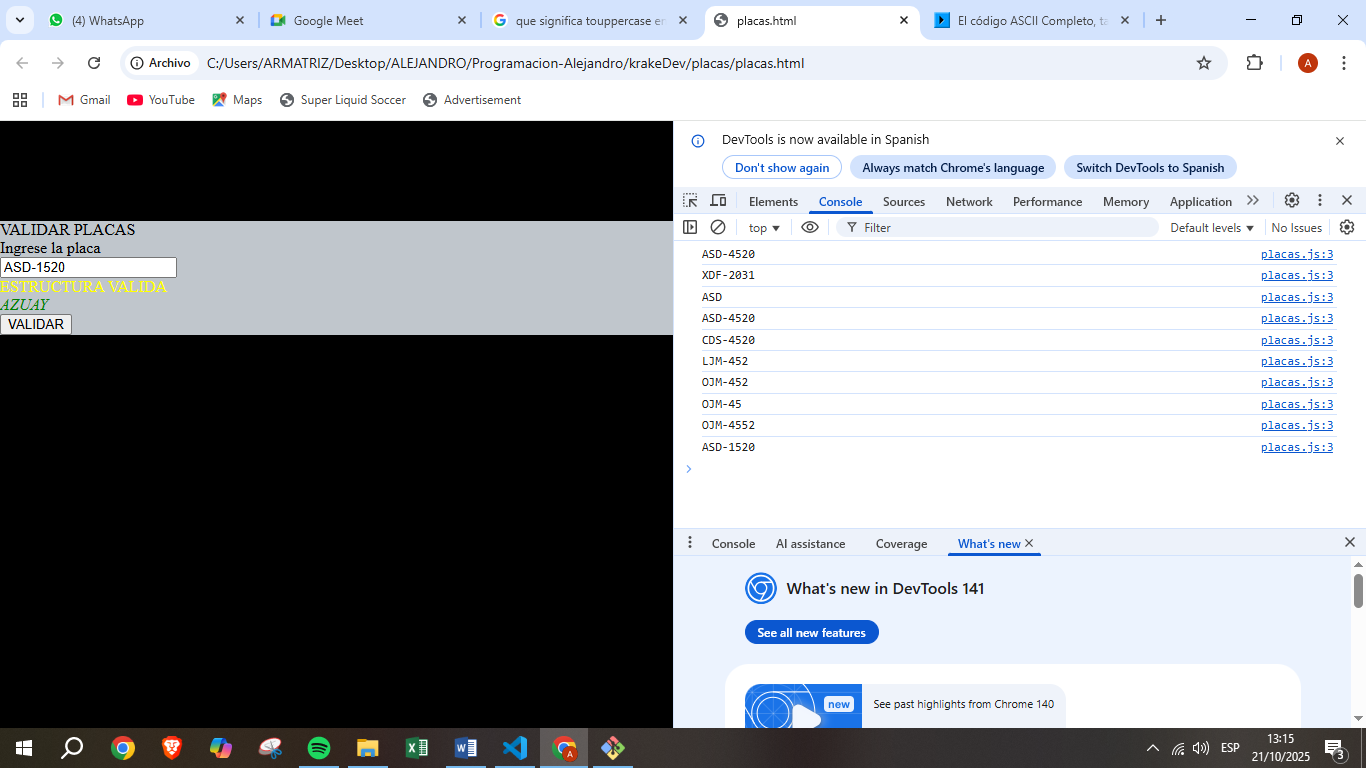 (4) WhatsApp
Google Meet
que significa touppercase en
placas.html
El código ASCII Completo, ta
Archivo
C:/Users/ARMATRIZ/Desktop/ALEJANDRO/Programacion-Alejandro/krakeDev/placas/placas.html
A
Gmail
YouTube
Maps
Super Liquid Soccer
Advertisement
VALIDAR PLACAS
Ingrese la placa
ASD-1520
ESTRUCTURA VALIDA
AZUAY
VALIDAR
DevTools is now available in Spanish
Don't show again
Always match Chrome's language
Switch DevTools to Spanish
Elements
Console
Sources
Network
Performance
Memory
Application
top
Filter
Default levels
No Issues
ASD-4520 placas.js:3
XDF-2031 placas.js:3
ASD placas.js:3
ASD-4520 placas.js:3
CDS-4520 placas.js:3
LJM-452 placas.js:3
OJM-452 placas.js:3
OJM-45 placas.js:3
OJM-4552 placas.js:3
ASD-1520 placas.js:3
Console
AI assistance
Coverage
What's new
What's new in DevTools 141
See all new features
new
See past highlights from Chrome 140
ESP
13:15
21/10/2025
3